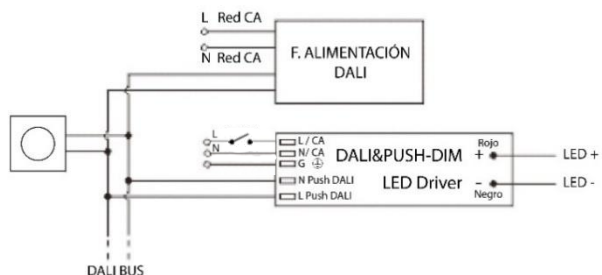 L Red CA
N Red CA
F. ALIMENTACIÓN
DALI
L
N
L / CA
N/ CA
G
N Push DALI
L Push DALI
DALI&PUSH-DIM
LED Driver
Rojo
+
-
Negro
LED +
LED -
DALI BUS